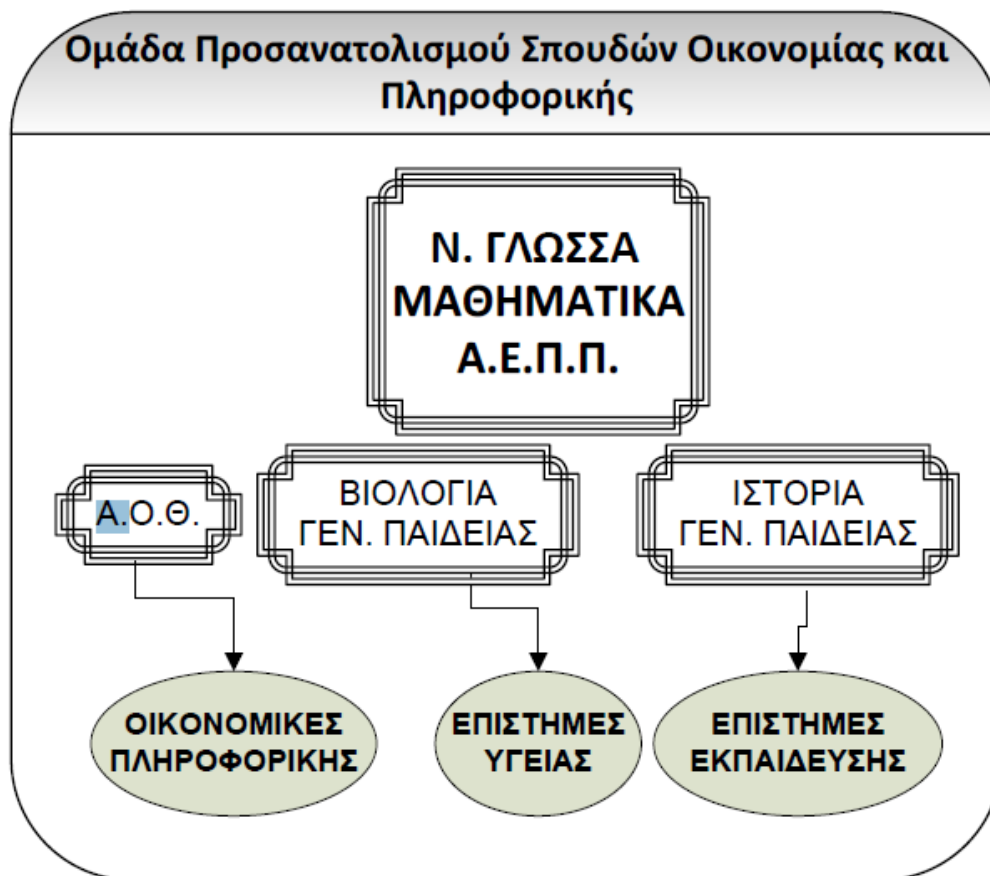 Ομάδα Προσανατολισμού Σπουδών Οικονομίας και
Πληροφορικής
Ν. ΓΛΩΣΣΑ
ΜΑΘΗΜΑΤΙΚΑ
Α.Ε.Π.Π.
Α.Ο.Θ.
ΒΙΟΛΟΓΙΑ
ΓΕΝ. ΠΑΙΔΕΙΑΣ
ΙΣΤΟΡΙΑ
ΓΕΝ. ΠΑΙΔΕΙΑΣ
ΟΙΚΟΝΟΜΙΚΕΣ
ΠΛΗΡΟΦΟΡΙΚΗΣ
ΕΠΙΣΤΗΜΕΣ
ΥΓΕΙΑΣ
ΕΠΙΣΤΗΜΕΣ
ΕΚΠΑΙΔΕΥΣΗΣ